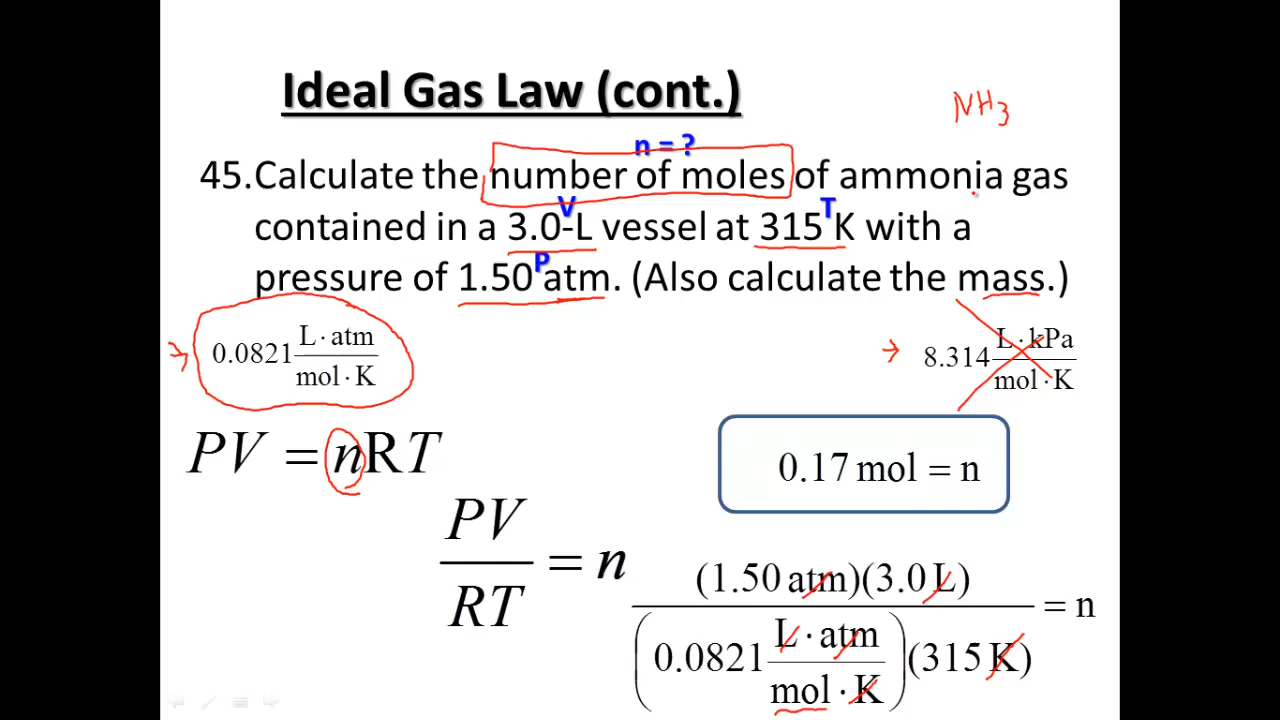 Ideal Gas Law (cont.)
NH3
n = ?
45. Calculate the number of moles of ammonia gas
V T
contained in a 3.0-L vessel at 315 K with a
P
pressure of 1.50 atm. (Also calculate the mass.)
0.0821 L · atm / mol · K
8.314 L · kPa / mol · K
PV = nRT
0.17 mol = n
PV / RT = n
(1.50 atm)(3.0 L) / (0.0821 L · atm / mol · K)(315 K) = n